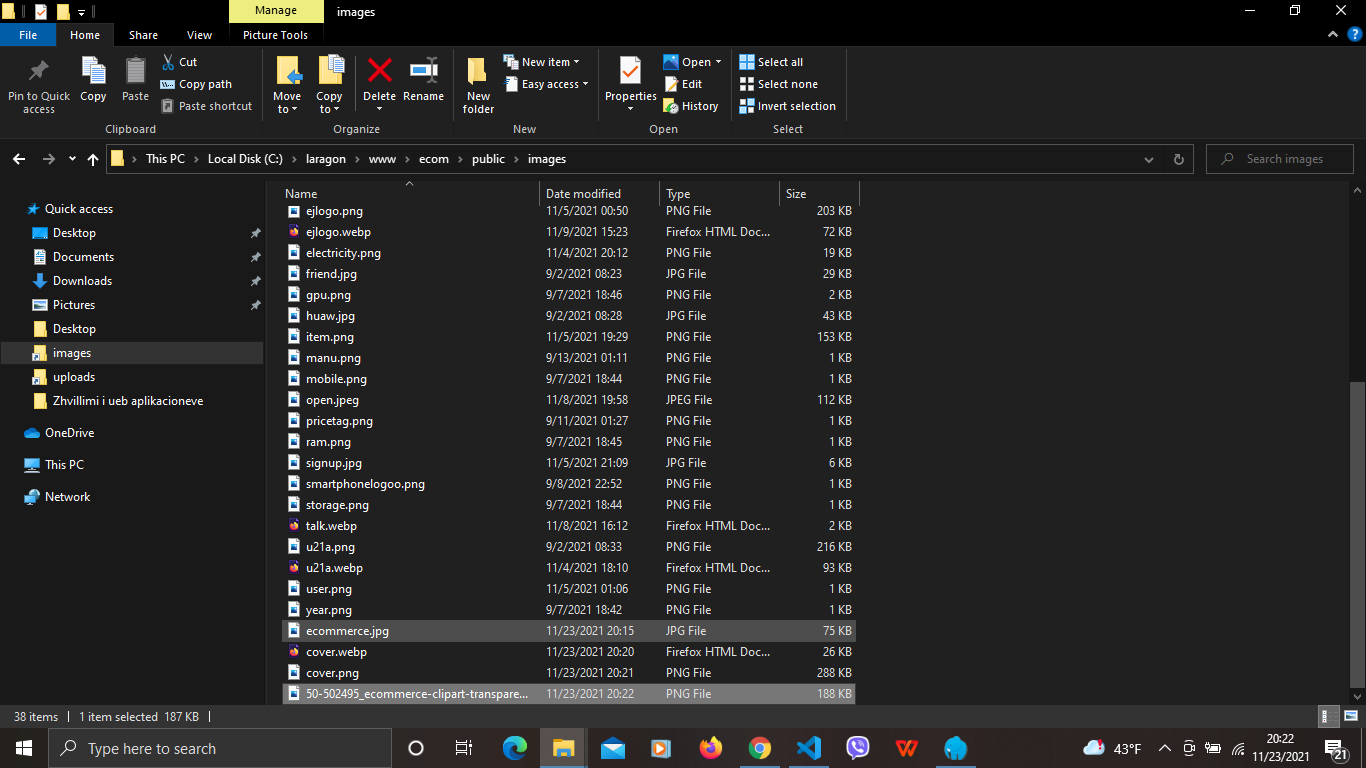 Manage
images
File
Home
Share
View
Picture Tools
Pin to Quick access
Copy
Paste
Cut
Copy path
Paste shortcut
Clipboard
Move to
Copy to
Delete
Rename
Organize
New folder
New item
Easy access
New
Properties
Open
Edit
History
Open
Select all
Select none
Invert selection
Select
This PC > Local Disk (C:) > laragon > www > ecom > public > images
Search images
Quick access
Desktop
Documents
Downloads
Pictures
Desktop
images
uploads
Zhvillimi i ueb aplikacioneve
OneDrive
This PC
Network
Name Date modified Type Size
ejlogo.png 11/5/2021 00:50 PNG File 203 KB
ejlogo.webp 11/9/2021 15:23 Firefox HTML Doc... 72 KB
electricity.png 11/4/2021 20:12 PNG File 19 KB
friend.jpg 9/2/2021 08:23 JPG File 29 KB
gpu.png 9/7/2021 18:46 PNG File 2 KB
huaw.jpg 9/2/2021 08:28 JPG File 43 KB
item.png 11/5/2021 19:29 PNG File 153 KB
manu.png 9/13/2021 01:11 PNG File 1 KB
mobile.png 9/7/2021 18:44 PNG File 1 KB
open.jpeg 11/8/2021 19:58 JPEG File 112 KB
pricetag.png 9/11/2021 01:27 PNG File 1 KB
ram.png 9/7/2021 18:45 PNG File 1 KB
signup.jpg 11/5/2021 21:09 JPG File 6 KB
smartphonelogoo.png 9/8/2021 22:52 PNG File 1 KB
storage.png 9/7/2021 18:44 PNG File 1 KB
talk.webp 11/8/2021 16:12 Firefox HTML Doc... 2 KB
u21a.png 9/2/2021 08:33 PNG File 216 KB
u21a.webp 11/4/2021 18:10 Firefox HTML Doc... 93 KB
user.png 11/5/2021 01:06 PNG File 1 KB
year.png 9/7/2021 18:42 PNG File 1 KB
ecommerce.jpg 11/23/2021 20:15 JPG File 75 KB
cover.webp 11/23/2021 20:20 Firefox HTML Doc... 26 KB
cover.png 11/23/2021 20:21 PNG File 288 KB
50-502495_ecommerce-clipart-transpare... 11/23/2021 20:22 PNG File 188 KB
38 items
1 item selected 187 KB
Type here to search
43°F
20:22
11/23/2021
21